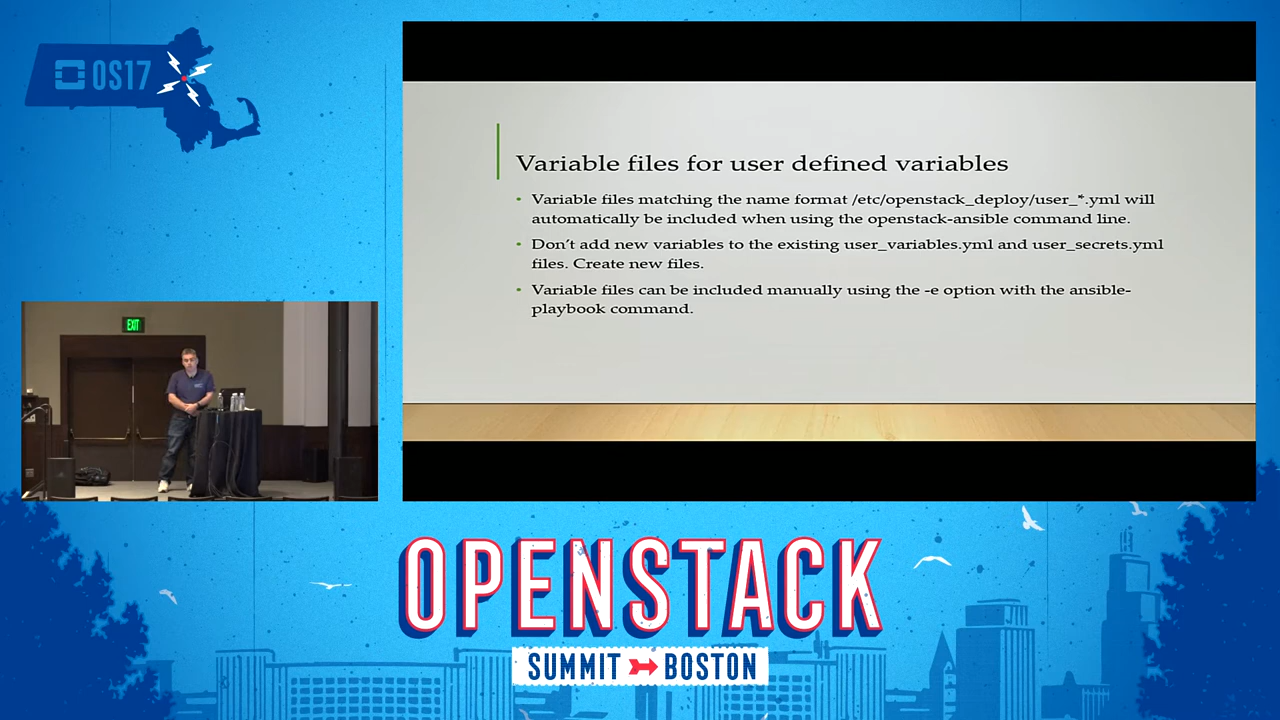 OS17
EXIT
Variable files for user defined variables
• Variable files matching the name format /etc/openstack_deploy/user_*.yml will
automatically be included when using the openstack-ansible command line.
• Don't add new variables to the existing user_variables.yml and user_secrets.yml
files. Create new files.
• Variable files can be included manually using the -e option with the ansible-
playbook command.
OPENSTACK
SUMMIT BOSTON